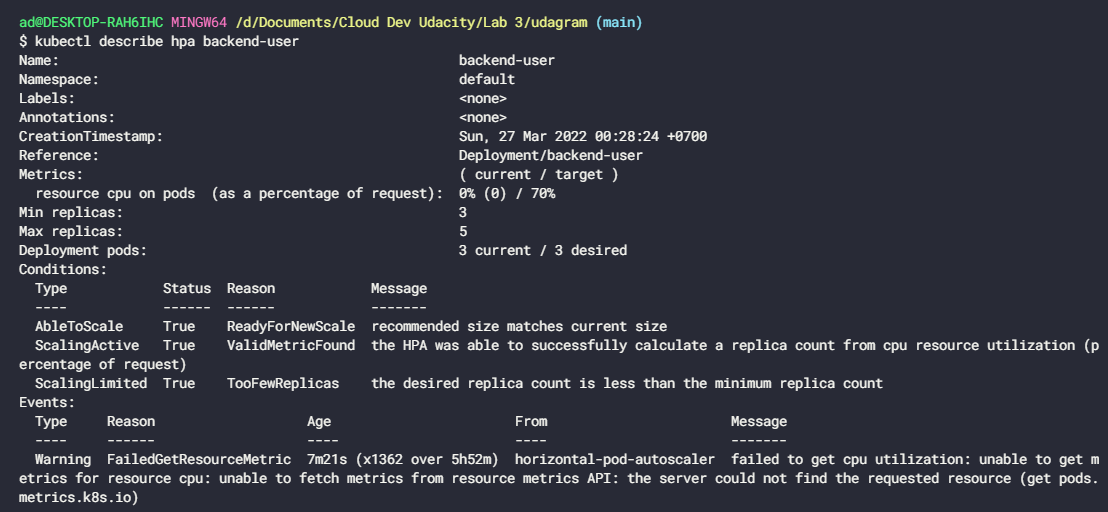 ad@DESKTOP-RAH6IHC MINGW64 /d/Documents/Cloud Dev Udacity/Lab 3/udagram (main)
$ kubectl describe hpa backend-user
Name: backend-user
Namespace: default
Labels: <none>
Annotations: <none>
CreationTimestamp: Sun, 27 Mar 2022 00:28:24 +0700
Reference: Deployment/backend-user
Metrics: ( current / target )
resource cpu on pods (as a percentage of request): 0% (0) / 70%
Min replicas: 3
Max replicas: 5
Deployment pods: 3 current / 3 desired
Conditions:
Type Status Reason Message
---- ------ ------ -------
AbleToScale True ReadyForNewScale recommended size matches current size
ScalingActive True ValidMetricFound the HPA was able to successfully calculate a replica count from cpu resource utilization (p
ercentage of request)
ScalingLimited True TooFewReplicas the desired replica count is less than the minimum replica count
Events:
Type Reason Age From Message
---- ------ ---- ---- -------
Warning FailedGetResourceMetric 7m21s (x1362 over 5h52m) horizontal-pod-autoscaler failed to get cpu utilization: unable to get m
etrics for resource cpu: unable to fetch metrics from resource metrics API: the server could not find the requested resource (get pods.
metrics.k8s.io)